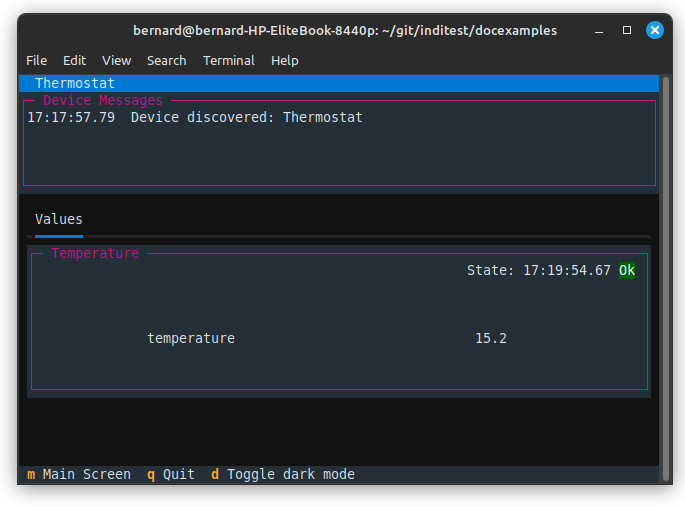 bernard@bernard-HP-EliteBook-8440p: ~/git/inditest/docexamples
File Edit View Search Terminal Help
Thermostat
Device Messages
17:17:57.79 Device discovered: Thermostat
Values
Temperature
State: 17:19:54.67 Ok
temperature 15.2
m Main Screen q Quit d Toggle dark mode